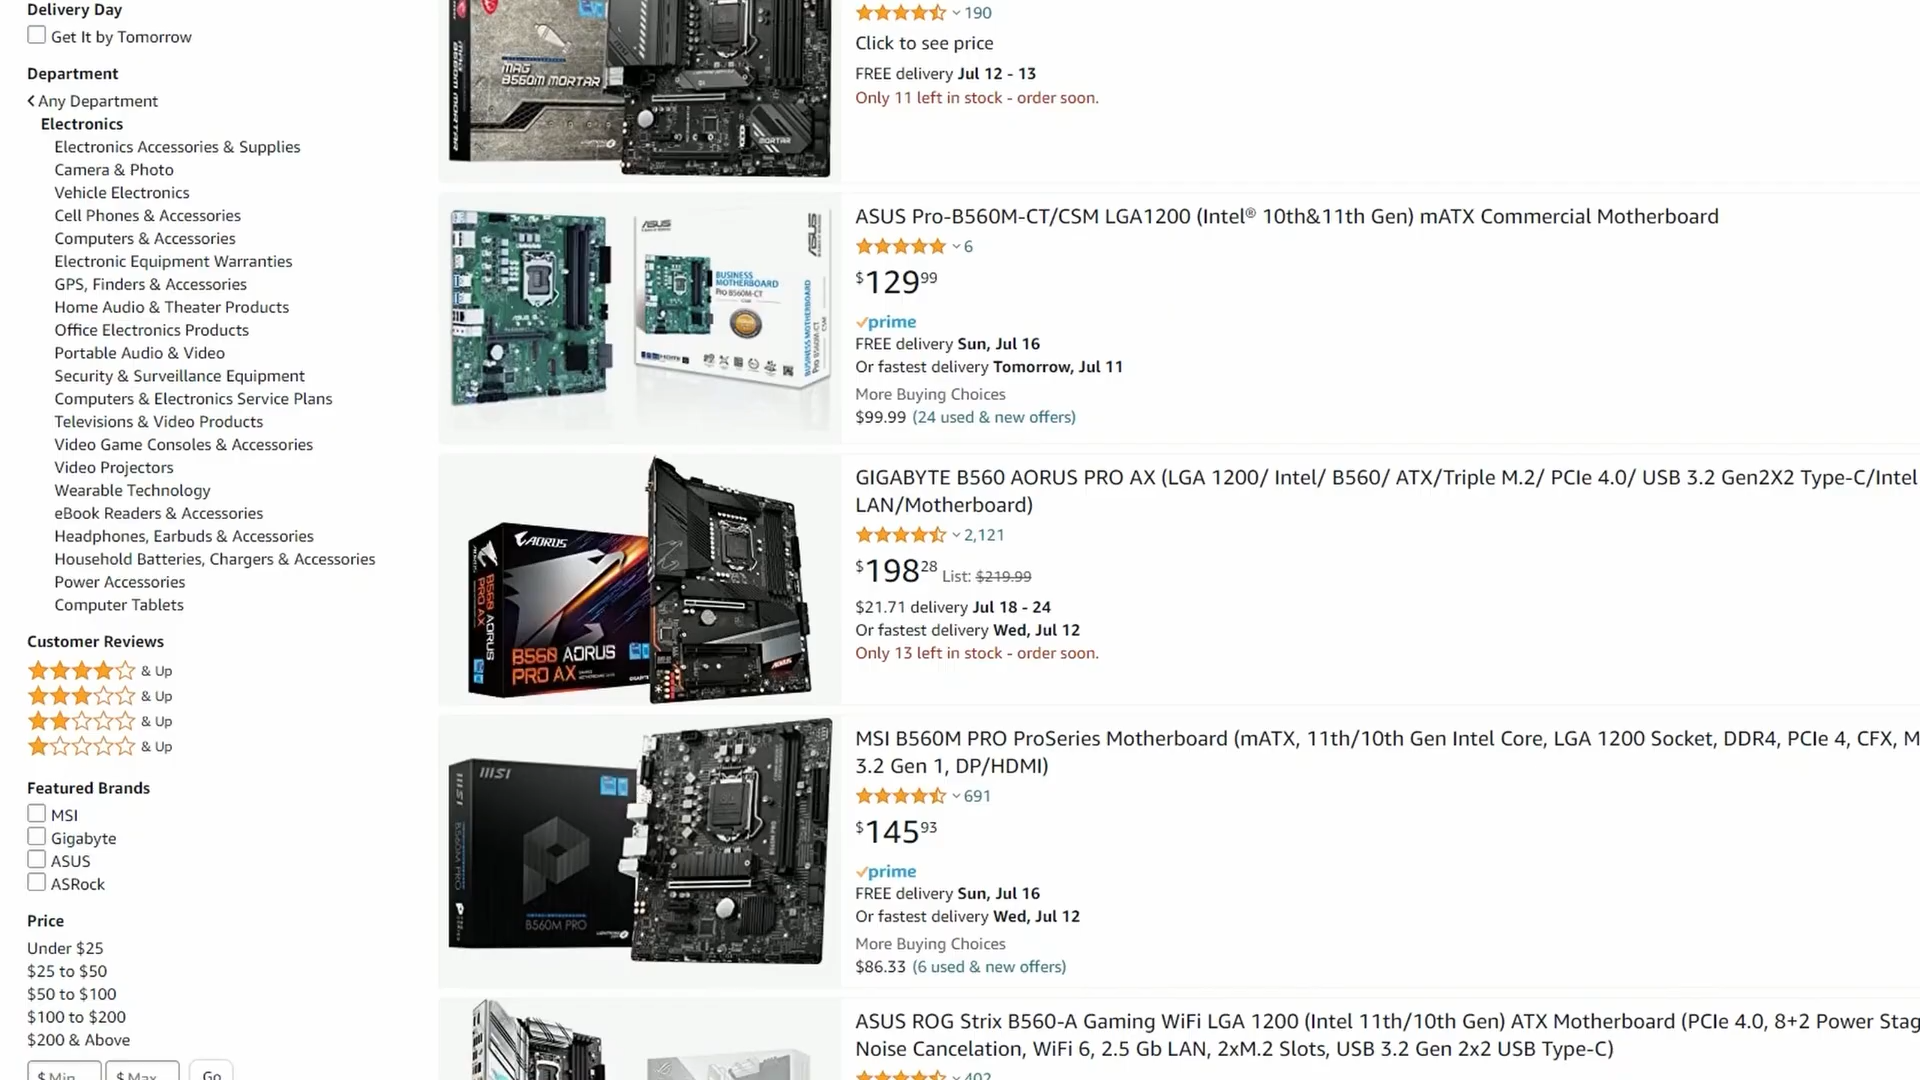 Delivery Day
Get It by Tomorrow
Department
Any Department
Electronics
Electronics Accessories & Supplies
Camera & Photo
Vehicle Electronics
Cell Phones & Accessories
Computers & Accessories
Electronic Equipment Warranties
GPS, Finders & Accessories
Home Audio & Theater Products
Office Electronics Products
Portable Audio & Video
Security & Surveillance Equipment
Computers & Electronics Service Plans
Televisions & Video Products
Video Game Consoles & Accessories
Video Projectors
Wearable Technology
eBook Readers & Accessories
Headphones, Earbuds & Accessories
Household Batteries, Chargers & Accessories
Power Accessories
Computer Tablets
Customer Reviews
& Up
& Up
& Up
& Up
Featured Brands
MSI
Gigabyte
ASUS
ASRock
Price
Under $25
$25 to $50
$50 to $100
$100 to $200
$200 & Above
$ Min
$ Max
Go
MAG
B560M MORTAR
MORTAR
190
Click to see price
FREE delivery Jul 12 - 13
Only 11 left in stock - order soon.
ASUS
BUSINESS
MOTHERBOARD
Pro B560M-CT
ASUS Pro-B560M-CT/CSM LGA1200 (Intel® 10th&11th Gen) mATX Commercial Motherboard
6
$129 99
prime
FREE delivery Sun, Jul 16
Or fastest delivery Tomorrow, Jul 11
More Buying Choices
$99.99 (24 used & new offers)
AORUS
B560 AORUS
PRO AX
B560 AORUS
PRO AX
GIGABYTE B560 AORUS PRO AX (LGA 1200/ Intel/ B560/ ATX/Triple M.2/ PCIe 4.0/ USB 3.2 Gen2X2 Type-C/Intel
LAN/Motherboard)
2,121
$198 28 List: $219.99
$21.71 delivery Jul 18 - 24
Or fastest delivery Wed, Jul 12
Only 13 left in stock - order soon.
MSI
B560M PRO
B560M PRO
MSI B560M PRO ProSeries Motherboard (mATX, 11th/10th Gen Intel Core, LGA 1200 Socket, DDR4, PCIe 4, CFX, M
3.2 Gen 1, DP/HDMI)
691
$145 93
prime
FREE delivery Sun, Jul 16
Or fastest delivery Wed, Jul 12
More Buying Choices
$86.33 (6 used & new offers)
ASUS ROG Strix B560-A Gaming WiFi LGA 1200 (Intel 11th/10th Gen) ATX Motherboard (PCIe 4.0, 8+2 Power Stag
Noise Cancelation, WiFi 6, 2.5 Gb LAN, 2xM.2 Slots, USB 3.2 Gen 2x2 USB Type-C)
402